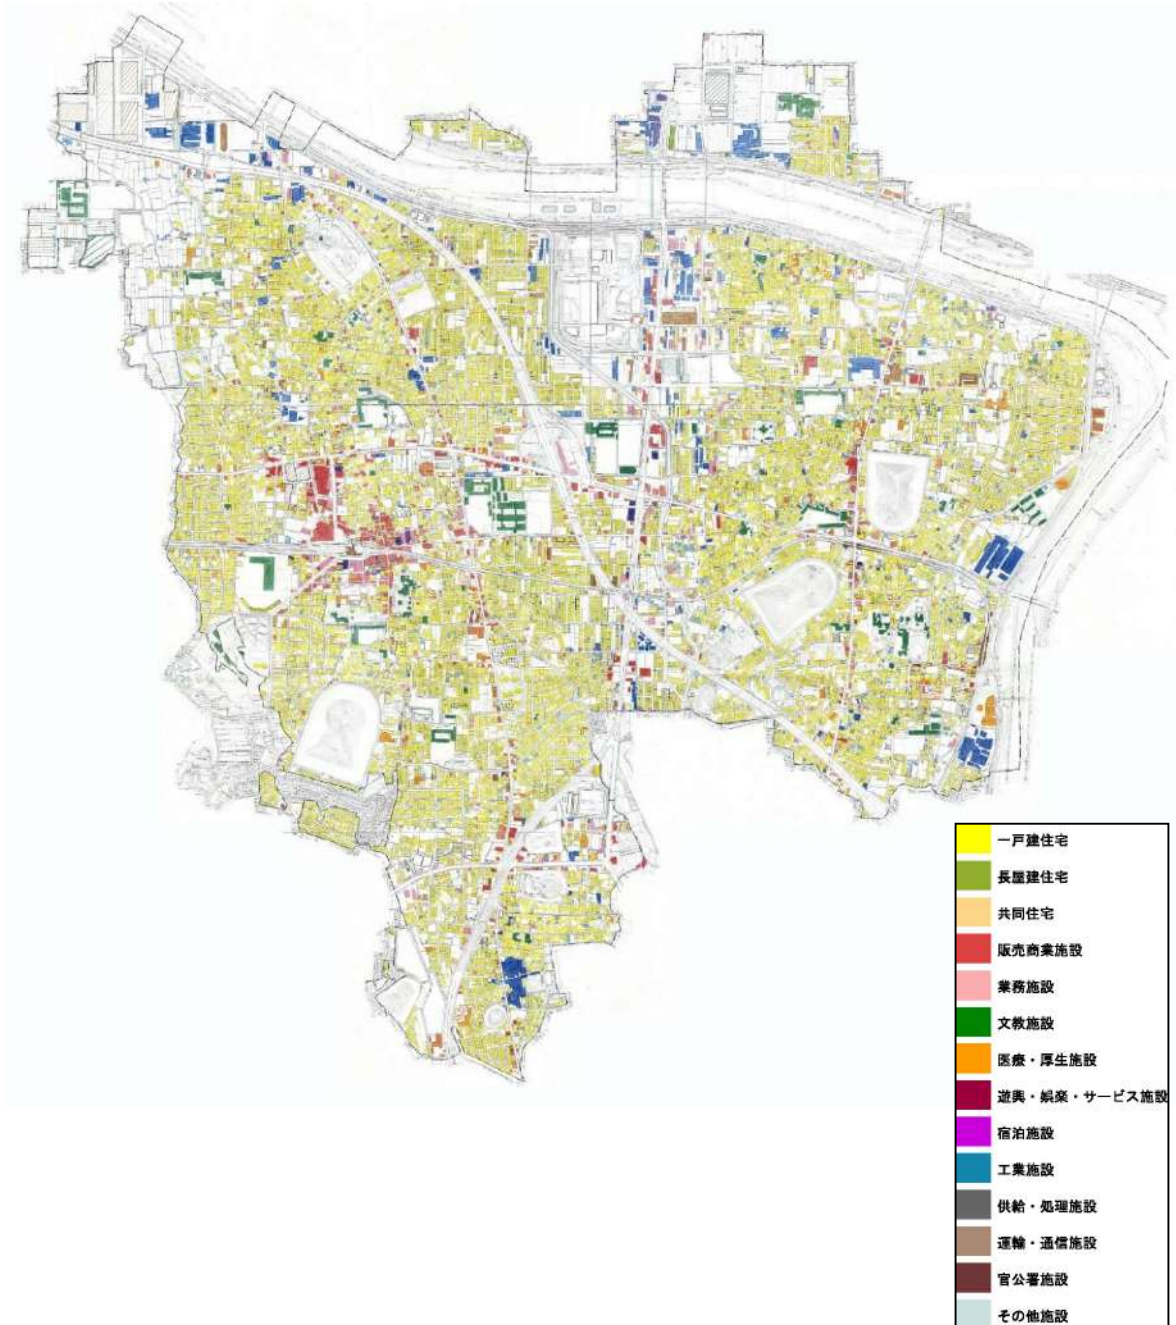 一戸建住宅
長屋建住宅
共同住宅
販売商業施設
業務施設
文教施設
医療・厚生施設
遊興・娯楽・サービス施設
宿泊施設
工業施設
供給・処理施設
運輸・通信施設
官公署施設
その他施設